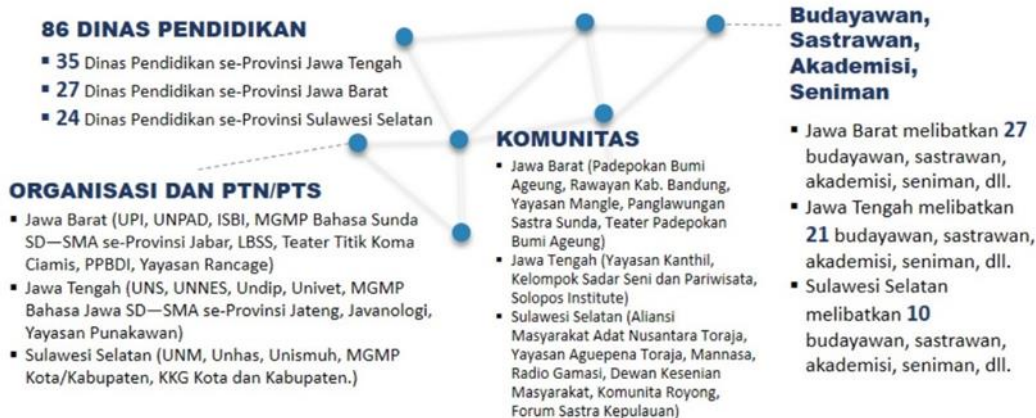 86 DINAS PENDIDIKAN
▪ 35 Dinas Pendidikan se-Provinsi Jawa Tengah
▪ 27 Dinas Pendidikan se-Provinsi Jawa Barat
▪ 24 Dinas Pendidikan se-Provinsi Sulawesi Selatan
ORGANISASI DAN PTN/PTS
▪ Jawa Barat (UPI, UNPAD, ISBI, MGMP Bahasa Sunda
SD—SMA se-Provinsi Jabar, LBSS, Teater Titik Koma
Ciamis, PPBDI, Yayasan Rancage)
▪ Jawa Tengah (UNS, UNNES, Undip, Univet, MGMP
Bahasa Jawa SD—SMA se-Provinsi Jateng, Javanologi,
Yayasan Punakawan)
▪ Sulawesi Selatan (UNM, Unhas, Unismuh, MGMP
Kota/Kabupaten, KKG Kota dan Kabupaten.)
KOMUNITAS
▪ Jawa Barat (Padepokan Bumi
Ageung, Rawayan Kab. Bandung,
Yayasan Mangle, Panglawungan
Sastra Sunda, Teater Padepokan
Bumi Ageung)
▪ Jawa Tengah (Yayasan Kanthil,
Kelompok Sadar Seni dan Pariwisata,
Solopos Institute)
▪ Sulawesi Selatan (Aliansi
Masyarakat Adat Nusantara Toraja,
Yayasan Aguepena Toraja, Mannasa,
Radio Gamasi, Dewan Kesenian
Masyarakat, Komunita Royong,
Forum Sastra Kepulauan)
Budayawan,
Sastrawan,
Akademisi,
Seniman
▪ Jawa Barat melibatkan 27
budayawan, sastrawan,
akademisi, seniman, dll.
▪ Jawa Tengah melibatkan
21 budayawan, sastrawan,
akademisi, seniman, dll.
▪ Sulawesi Selatan
melibatkan 10
budayawan, sastrawan,
akademisi, seniman, dll.